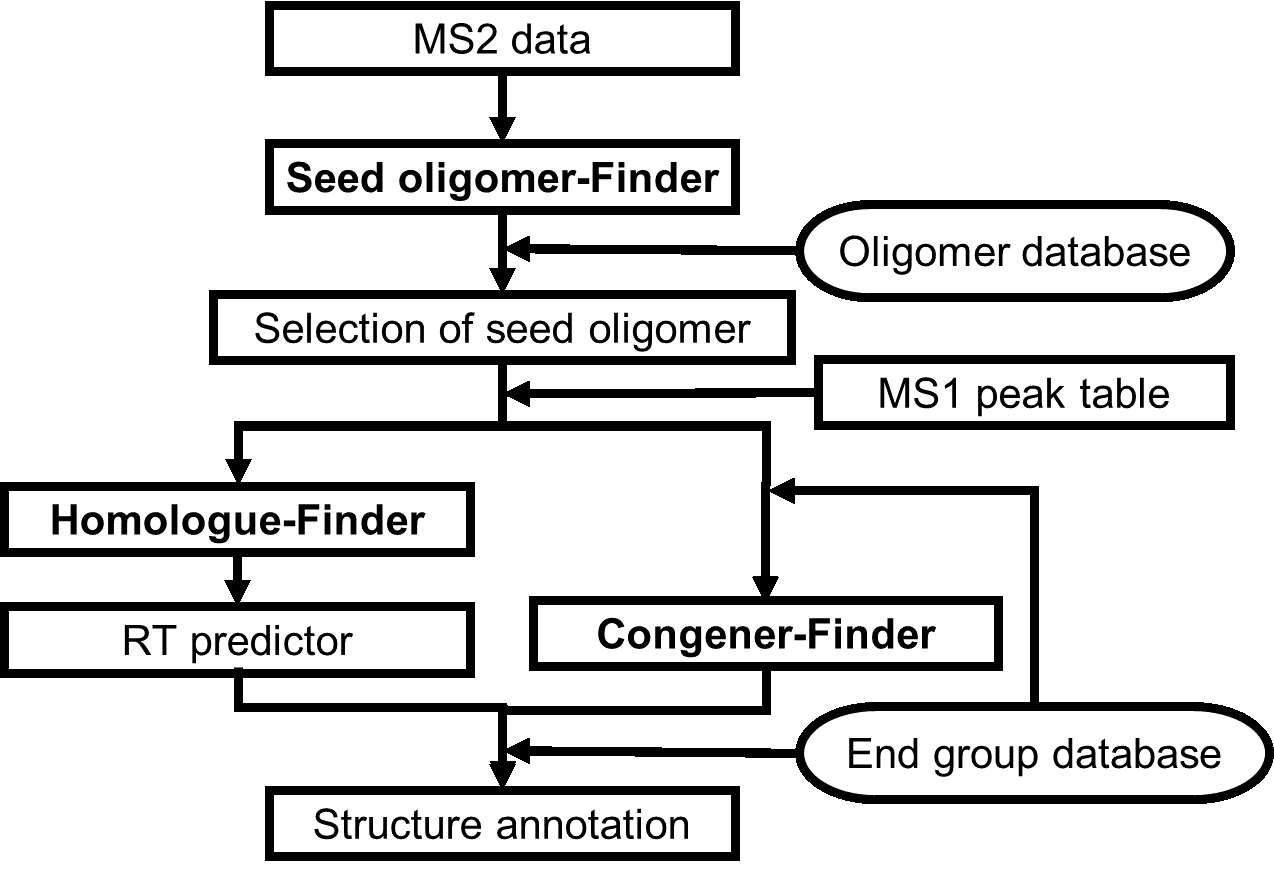 MS2 data
Seed oligomer-Finder
Oligomer database
Selection of seed oligomer
MS1 peak table
Homologue-Finder
RT predictor
Congener-Finder
End group database
Structure annotation